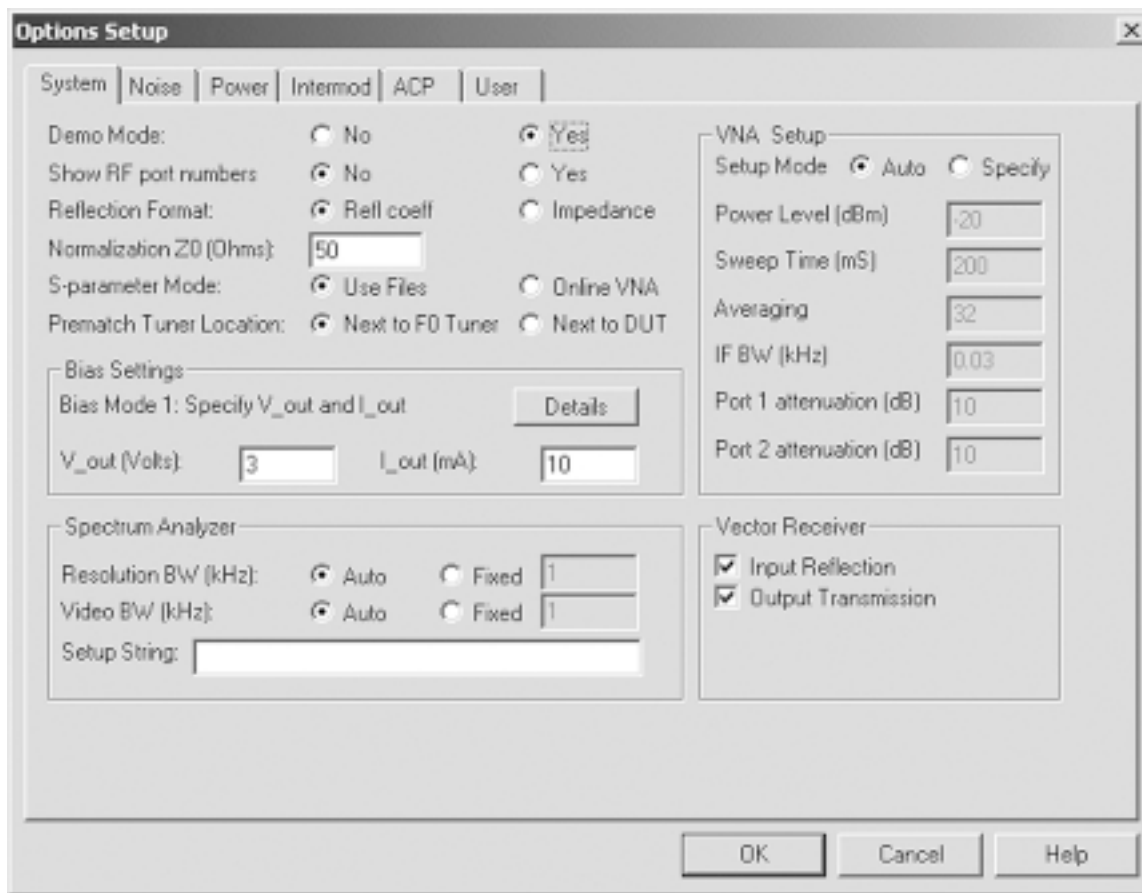 Options Setup
System Noise Power Intermod ACP User
Demo Mode: No Yes
Show RF port numbers No Yes
Reflection Format: Refl coeff Impedance
Normalization Z0 (Ohms): 50
S-parameter Mode: Use Files Online VNA
Prematch Tuner Location: Next to F0 Tuner Next to DUT
Bias Settings
Bias Mode 1: Specify V_out and I_out Details
V_out (Volts): 3 I_out (mA): 10
Spectrum Analyzer
Resolution BW (kHz): Auto Fixed 1
Video BW (kHz): Auto Fixed 1
Setup String:
VNA Setup
Setup Mode Auto Specify
Power Level (dBm) -20
Sweep Time (mS) 200
Averaging 32
IF BW (kHz) 0.03
Port 1 attenuation (dB) 10
Port 2 attenuation (dB) 10
Vector Receiver
Input Reflection
Output Transmission
OK Cancel Help